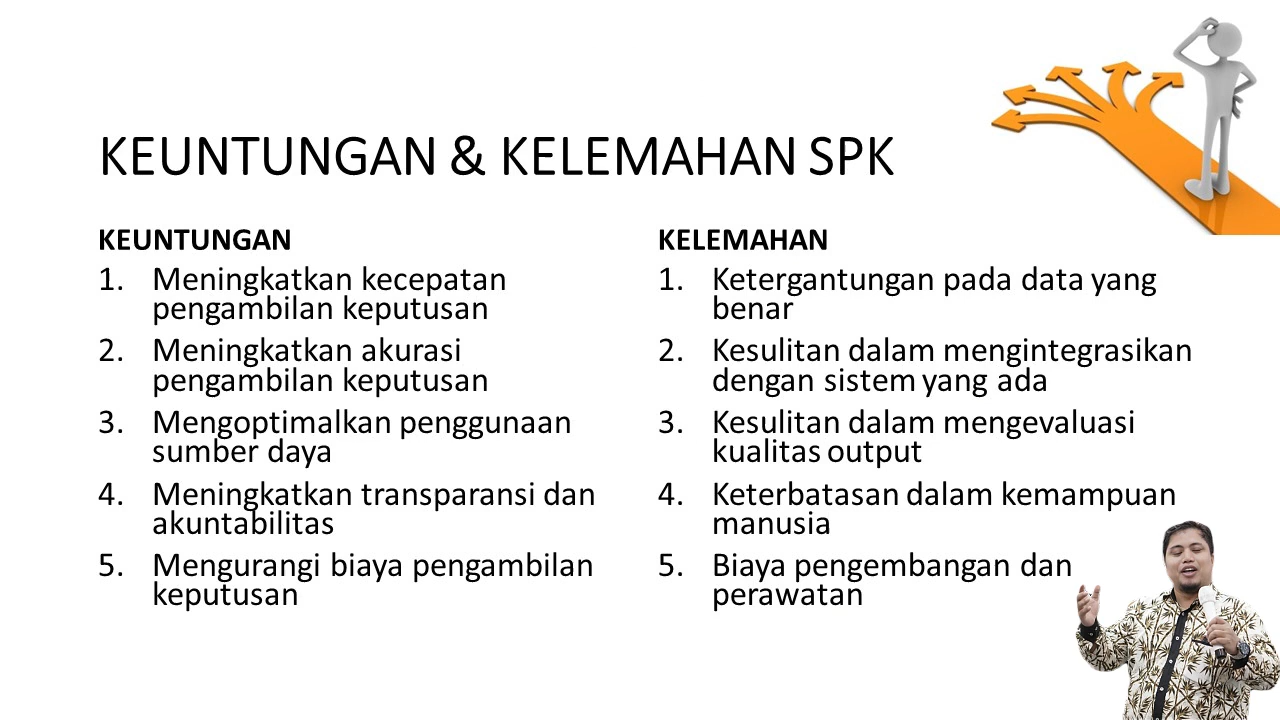 KEUNTUNGAN & KELEMAHAN SPK
KEUNTUNGAN
1. Meningkatkan kecepatan
pengambilan keputusan
2. Meningkatkan akurasi
pengambilan keputusan
3. Mengoptimalkan penggunaan
sumber daya
4. Meningkatkan transparansi dan
akuntabilitas
5. Mengurangi biaya pengambilan
keputusan
KELEMAHAN
1. Ketergantungan pada data yang
benar
2. Kesulitan dalam mengintegrasikan
dengan sistem yang ada
3. Kesulitan dalam mengevaluasi
kualitas output
4. Keterbatasan dalam kemampuan
manusia
5. Biaya pengembangan dan
perawatan